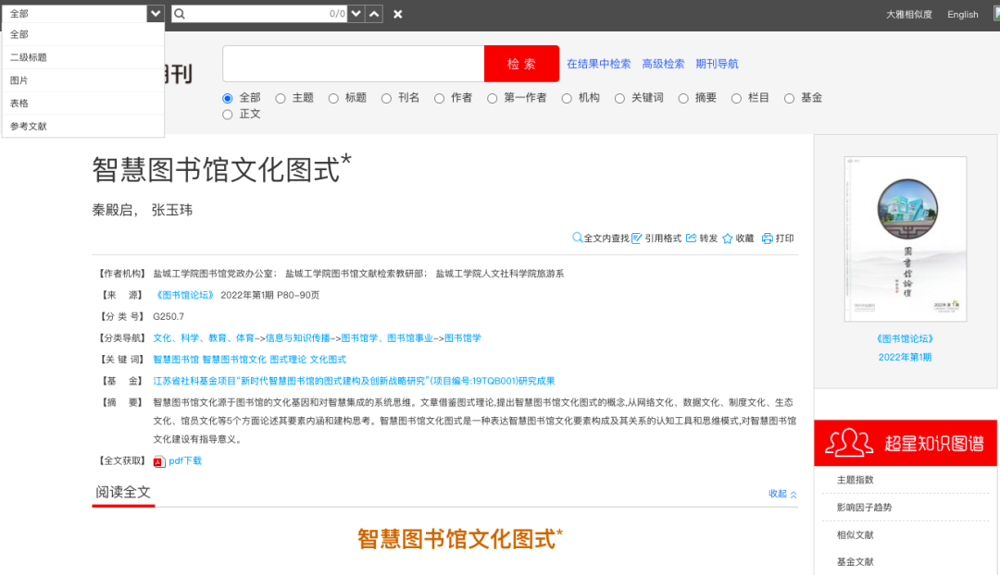 全部 0/0 大雅相似度 English
全部
二级标题
图片
表格
参考文献
刊
检 索 在结果中检索 高级检索 期刊导航
全部 主题 标题 刊名 作者 第一作者 机构 关键词 摘要 栏目 基金
正文
智慧图书馆文化图式*
秦殿启， 张玉玮
全文内查找 引用格式 转发 收藏 打印
【作者机构】 盐城工学院图书馆党政办公室； 盐城工学院图书馆文献检索教研部； 盐城工学院人文社科学院旅游系
【来 源】 《图书馆论坛》 2022年第1期 P80-90页
【分 类 号】 G250.7
【分类导航】 文化、科学、教育、体育->信息与知识传播->图书馆学、图书馆事业->图书馆学
【关 键 词】 智慧图书馆 智慧图书馆文化 图式理论 文化图式
【基 金】 江苏省社科基金项目“新时代智慧图书馆的图式建构及创新战略研究”(项目编号:19TQB001)研究成果
【摘 要】 智慧图书馆文化源于图书馆的文化基因和对智慧集成的系统思维。文章借鉴图式理论,提出智慧图书馆文化图式的概念,从网络文化、数据文化、制度文化、生态
文化、馆员文化等5个方面论述其要素内涵和建构思考。智慧图书馆文化图式是一种表达智慧图书馆文化要素构成及其关系的认知工具和思维模式,对智慧图书馆
文化建设有指导意义。
【全文获取】 pdf下载
阅读全文 收起
智慧图书馆文化图式*
圖書館論壇
《图书馆论坛》
2022年第1期
超星知识图谱
主题指数
影响因子趋势
相似文献
基金文献